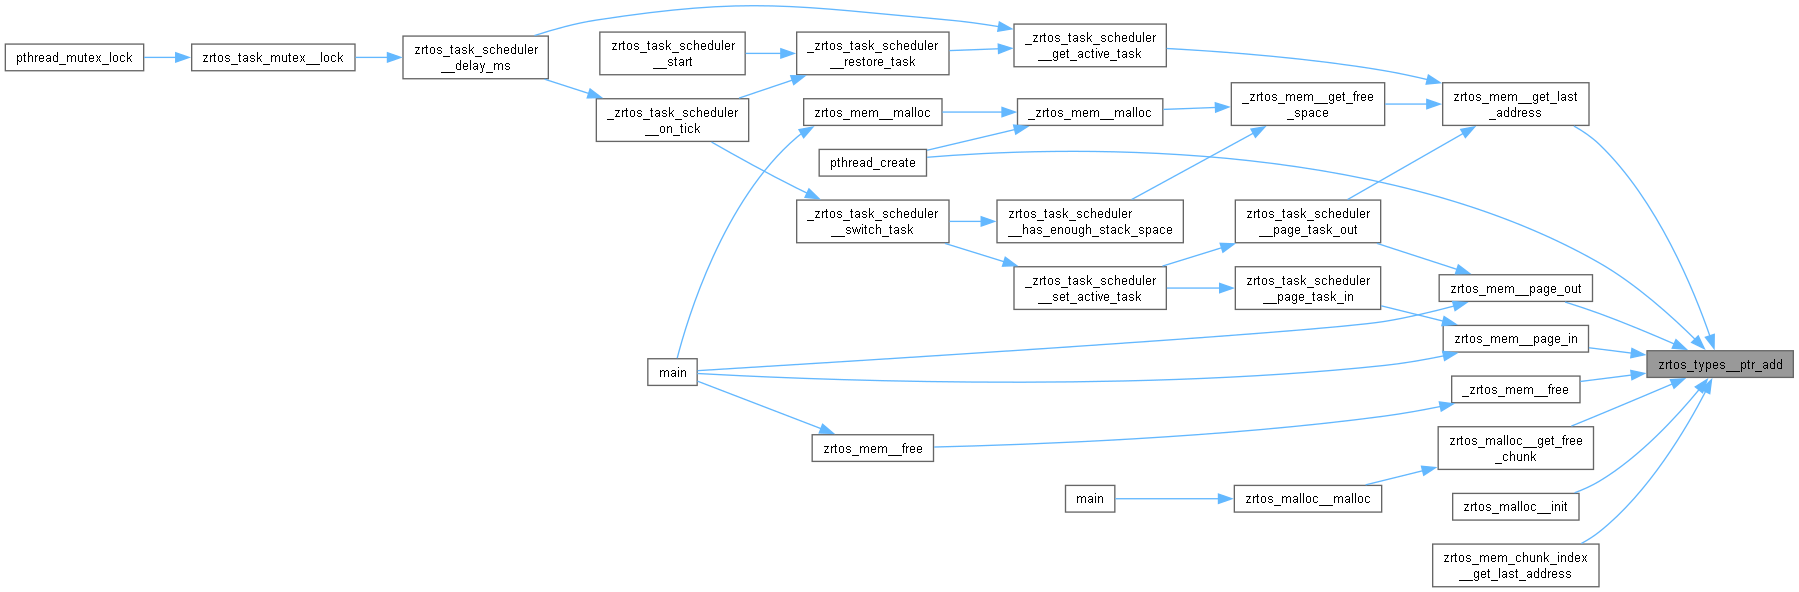 pthread_mutex_lock
zrtos_task_mutex__lock
zrtos_task_scheduler
__delay_ms
zrtos_task_scheduler
__start
_zrtos_task_scheduler
__on_tick
_zrtos_task_scheduler
__restore_task
_zrtos_task_scheduler
__get_active_task
zrtos_mem__malloc
_zrtos_mem__malloc
_zrtos_mem__get_free
_space
zrtos_mem__get_last
_address
pthread_create
_zrtos_task_scheduler
__switch_task
zrtos_task_scheduler
__has_enough_stack_space
zrtos_task_scheduler
__page_task_out
_zrtos_task_scheduler
__set_active_task
zrtos_task_scheduler
__page_task_in
zrtos_mem__page_out
zrtos_mem__page_in
main
zrtos_types__ptr_add
_zrtos_mem__free
zrtos_mem__free
zrtos_malloc__get_free
_chunk
main
zrtos_malloc__malloc
zrtos_malloc__init
zrtos_mem_chunk_index
__get_last_address